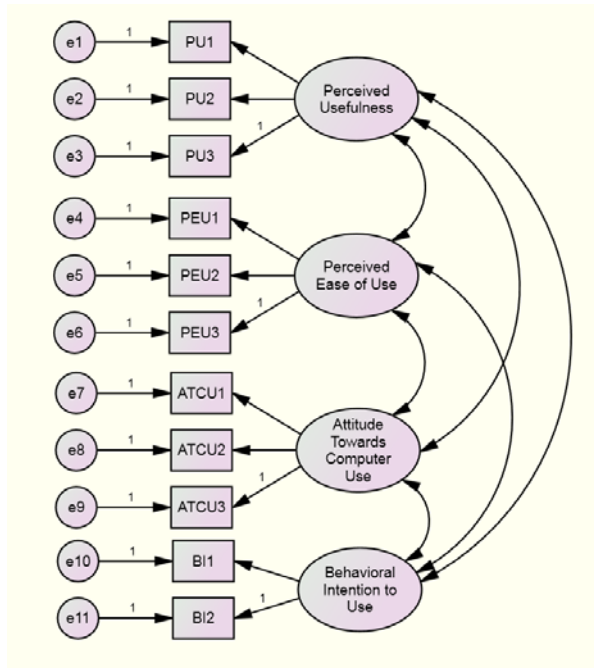 e1 1 PU1
Perceived
Usefulness
e2 1 PU2
1
e3 1 PU3
e4 1 PEU1
Perceived
Ease of Use
e5 1 PEU2
1
e6 1 PEU3
e7 1 ATCU1
Attitude
Towards
Computer
Use
e8 1 ATCU2
1
e9 1 ATCU3
e10 1 BI1
Behavioral
Intention to
Use
1
e11 1 BI2